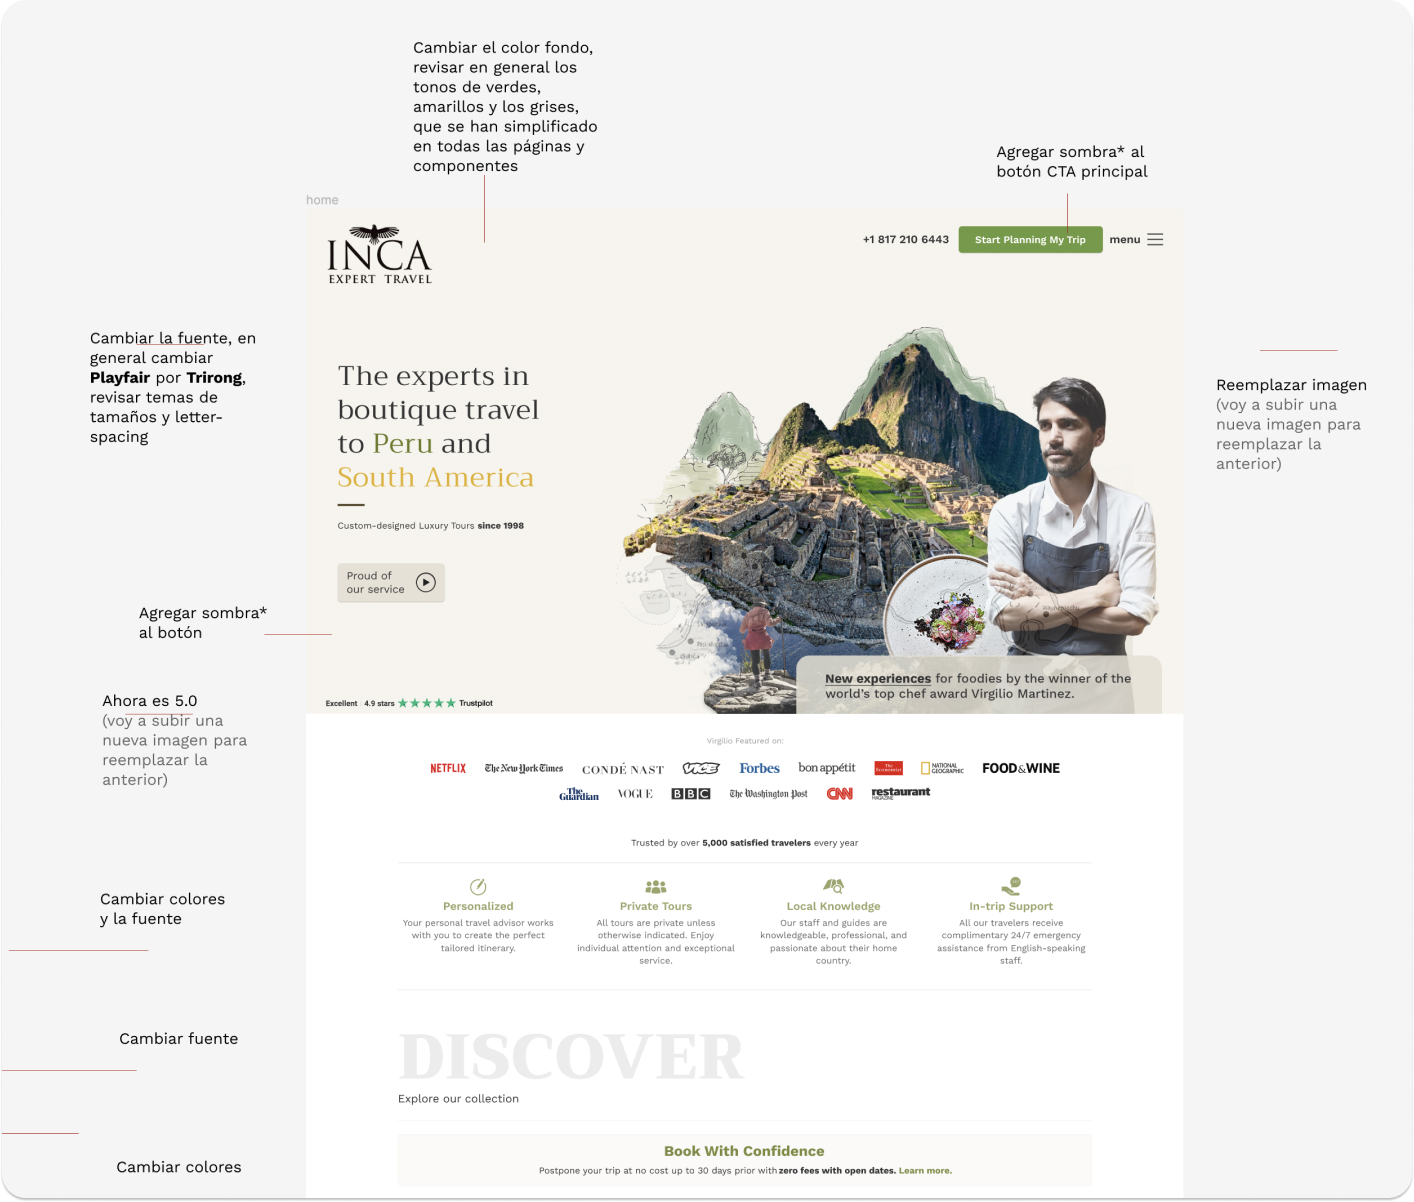 Cambiar el color fondo,
revisar en general los
tonos de verdes,
amarillos y los grises,
que se han simplificado
en todas las páginas y
componentes
Agregar sombra* al
botón CTA principal
home
INCA
EXPERT TRAVEL
+1 817 210 6443
Start Planning My Trip
menu
Cambiar la fuente, en
general cambiar
Playfair por Trirong,
revisar temas de
tamaños y letter-
spacing
The experts in
boutique travel
to Peru and
South America
Custom-designed Luxury Tours since 1998
Proud of
our service
Reemplazar imagen
(voy a subir una
nueva imagen para
reemplazar la
anterior)
Agregar sombra*
al botón
New experiences for foodies by the winner of the
world's top chef award Virgilio Martinez.
Ahora es 5.0
(voy a subir una
nueva imagen para
reemplazar la
anterior)
Excellent 4.9 stars Trustpilot
Virgilio Featured on:
NETFLIX The New York Times CONDÉ NAST VICE Forbes bon appétit The Economist NATIONAL GEOGRAPHIC FOOD&WINE
The Guardian VOGUE BBC The Washington Post CNN restaurant MAGAZINE
Trusted by over 5,000 satisfied travelers every year
Cambiar colores
y la fuente
Personalized
Your personal travel advisor works
with you to create the perfect
tailored itinerary.
Private Tours
All tours are private unless
otherwise indicated. Enjoy
individual attention and exceptional
service.
Local Knowledge
Our staff and guides are
knowledgeable, professional, and
passionate about their home
country.
In-trip Support
All our travelers receive
complimentary 24/7 emergency
assistance from English-speaking
staff.
Cambiar fuente
DISCOVER
Explore our collection
Cambiar colores
Book With Confidence
Postpone your trip at no cost up to 30 days prior with zero fees with open dates. Learn more.